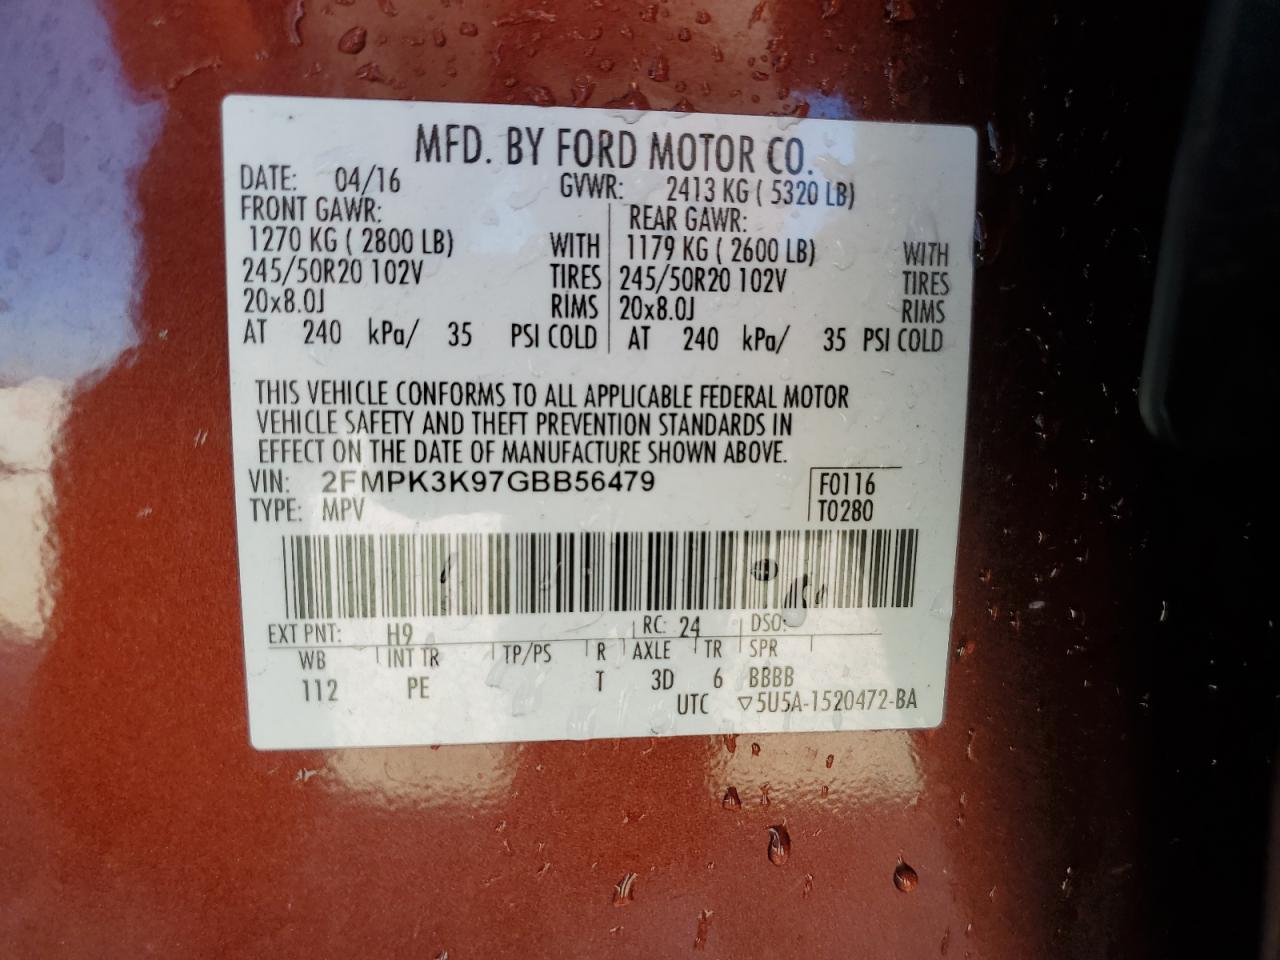 MFD. BY FORD MOTOR CO.
DATE: 04/16 GVWR: 2413 KG ( 5320 LB)
FRONT GAWR: REAR GAWR:
1270 KG ( 2800 LB) WITH 1179 KG ( 2600 LB) WITH
245/50R20 102V TIRES 245/50R20 102V TIRES
20x8.0J RIMS 20x8.0J RIMS
AT 240 kPa/ 35 PSI COLD AT 240 kPa/ 35 PSI COLD
THIS VEHICLE CONFORMS TO ALL APPLICABLE FEDERAL MOTOR
VEHICLE SAFETY AND THEFT PREVENTION STANDARDS IN
EFFECT ON THE DATE OF MANUFACTURE SHOWN ABOVE.
VIN: 2FMPK3K97GBB56479 F0116
TYPE: MPV T0280
EXT PNT: H9 RC: 24 DSO:
WB INT TR TP/PS R AXLE TR SPR
112 PE T 3D 6 BBBB
UTC ▽5U5A-1520472-BA